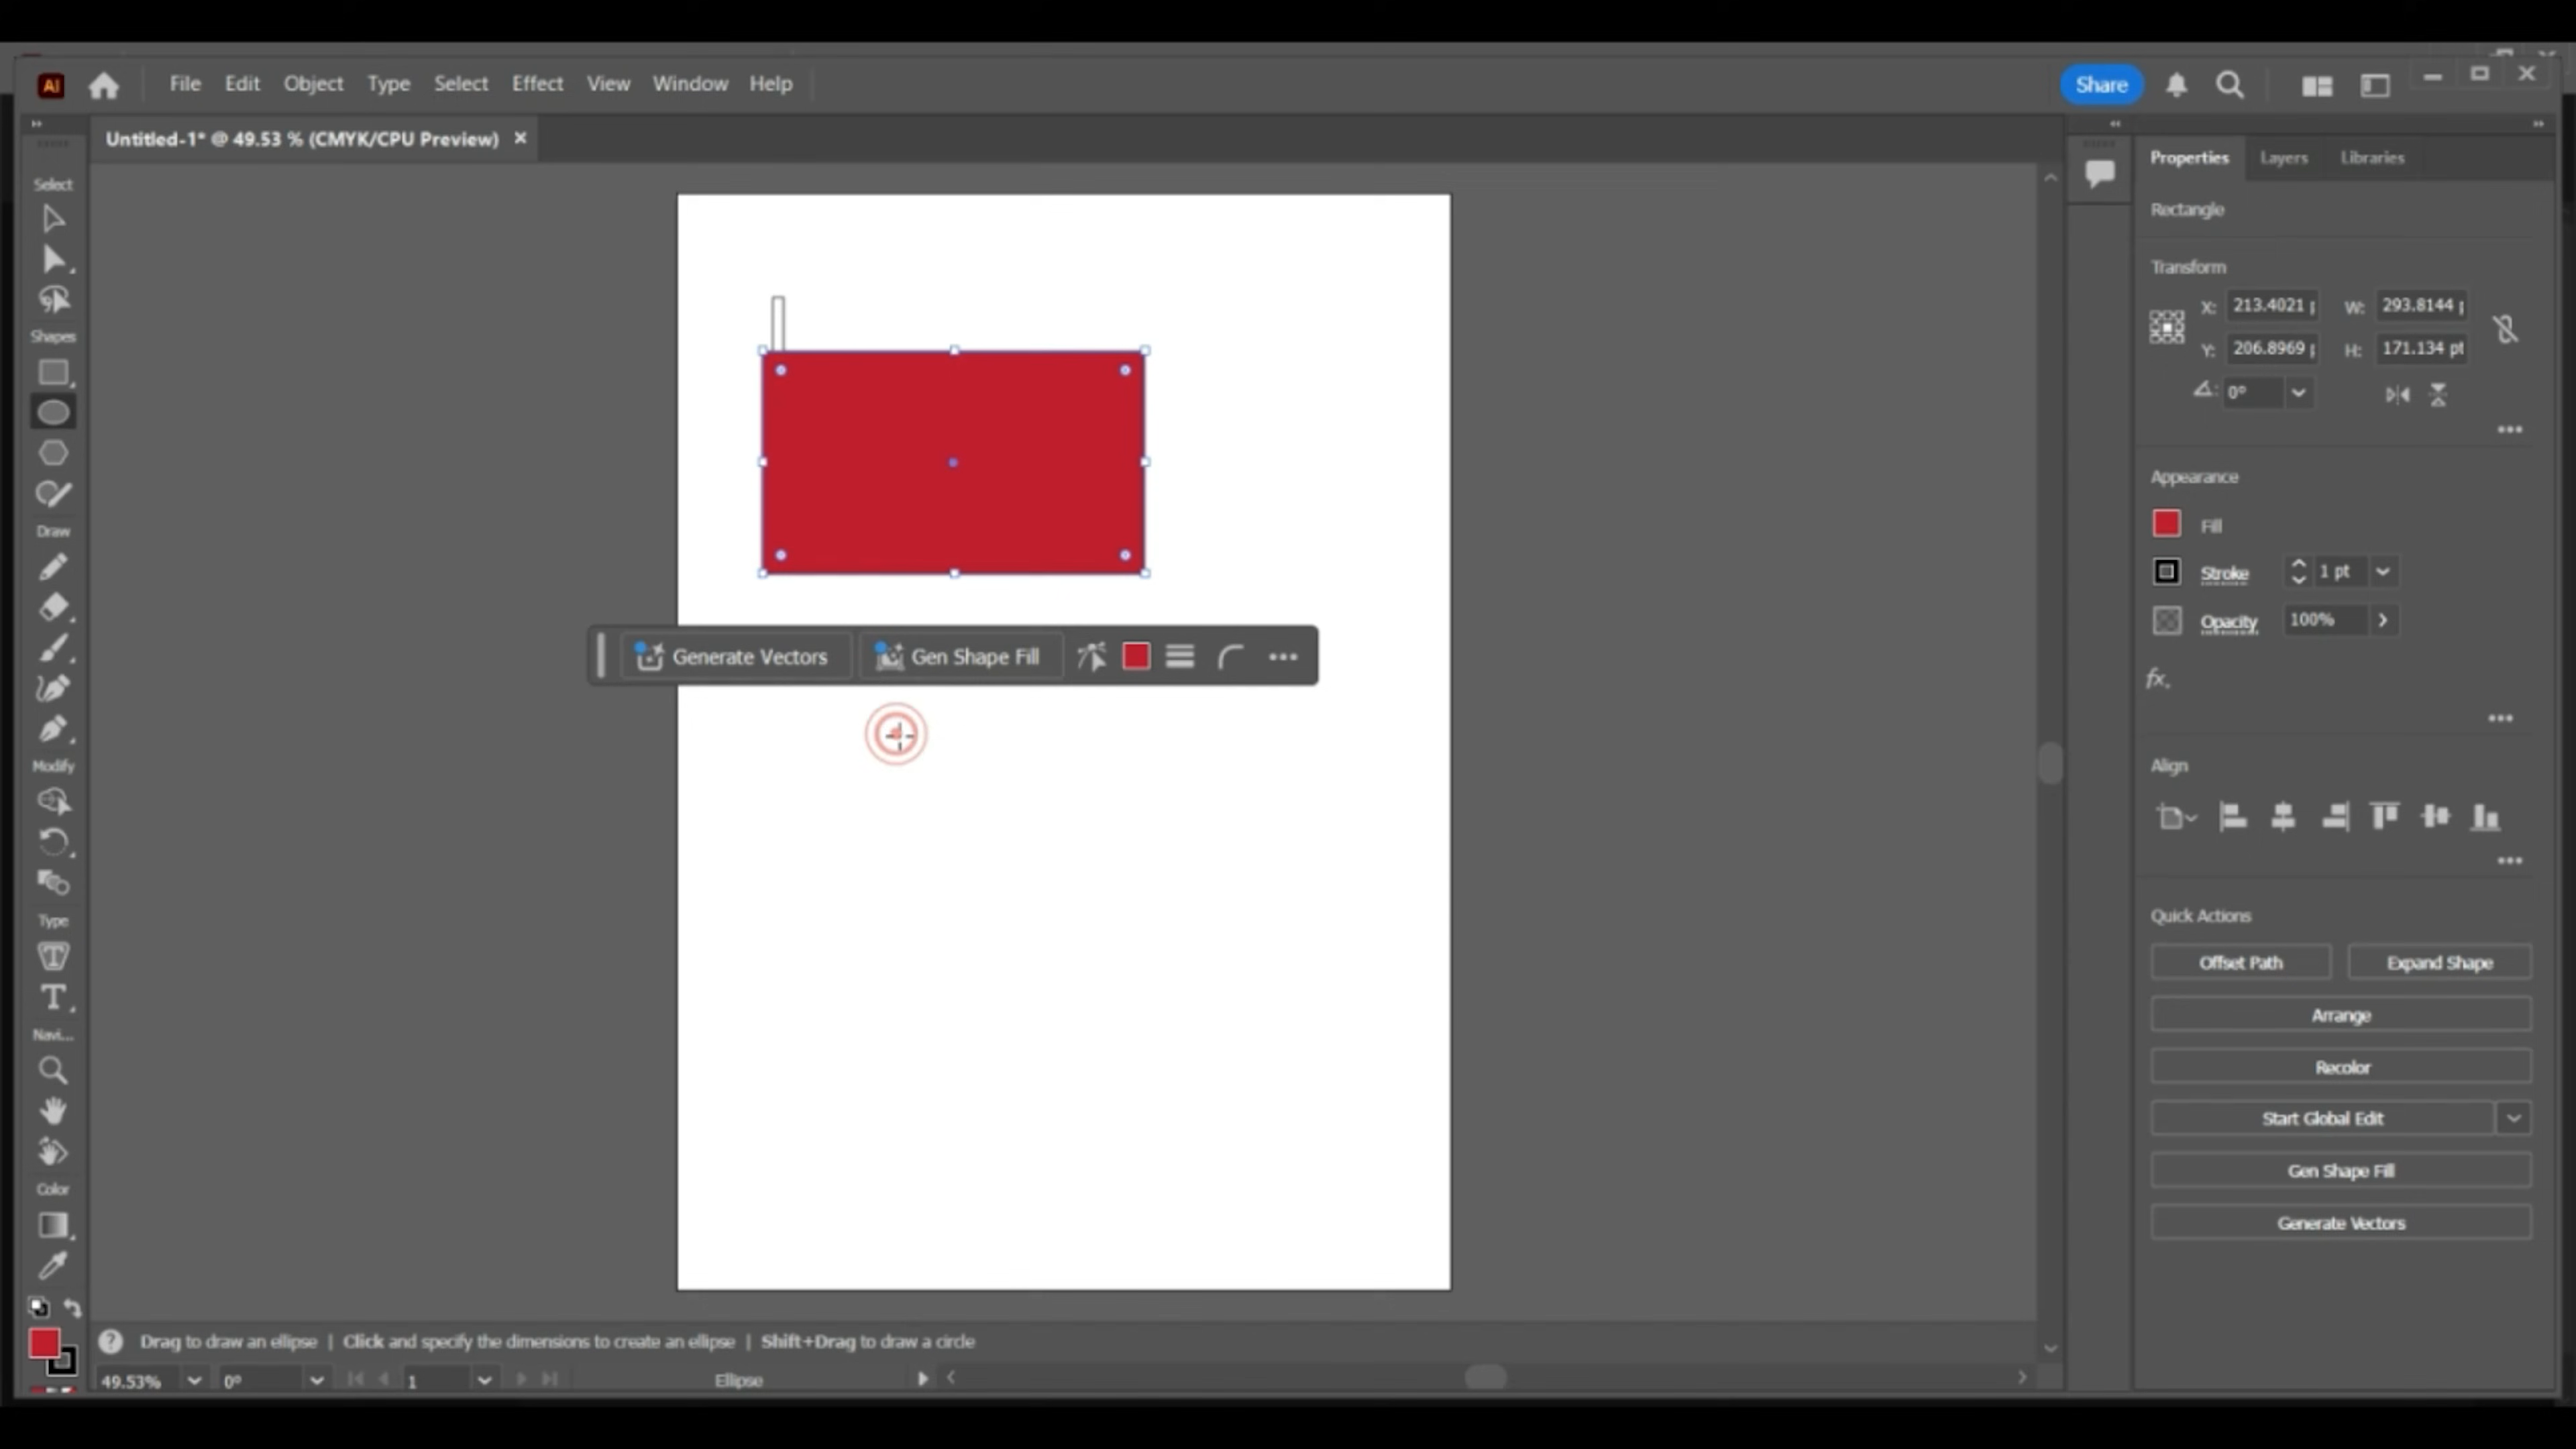 Ai File Edit Object Type Select Effect View Window Help Share
Untitled-1* @ 49.53 % (CMYK/CPU Preview) ×
Properties Layers Libraries
Select
Rectangle
Transform
X: 213.4021 W: 293.8144
Y: 206.8969 H: 171.134 pt
0°
Shapes
Appearance
Fill
Stroke 1 pt
Opacity 100%
fx.
Draw
Generate Vectors Gen Shape Fill
Align
Modify
Quick Actions
Offset Path Expand Shape
Arrange
Recolor
Start Global Edit
Gen Shape Fill
Generate Vectors
Type
Navi...
Color
Drag to draw an ellipse | Click and specify the dimensions to create an ellipse | Shift+Drag to draw a circle
49.53% 0° 1 Ellipse